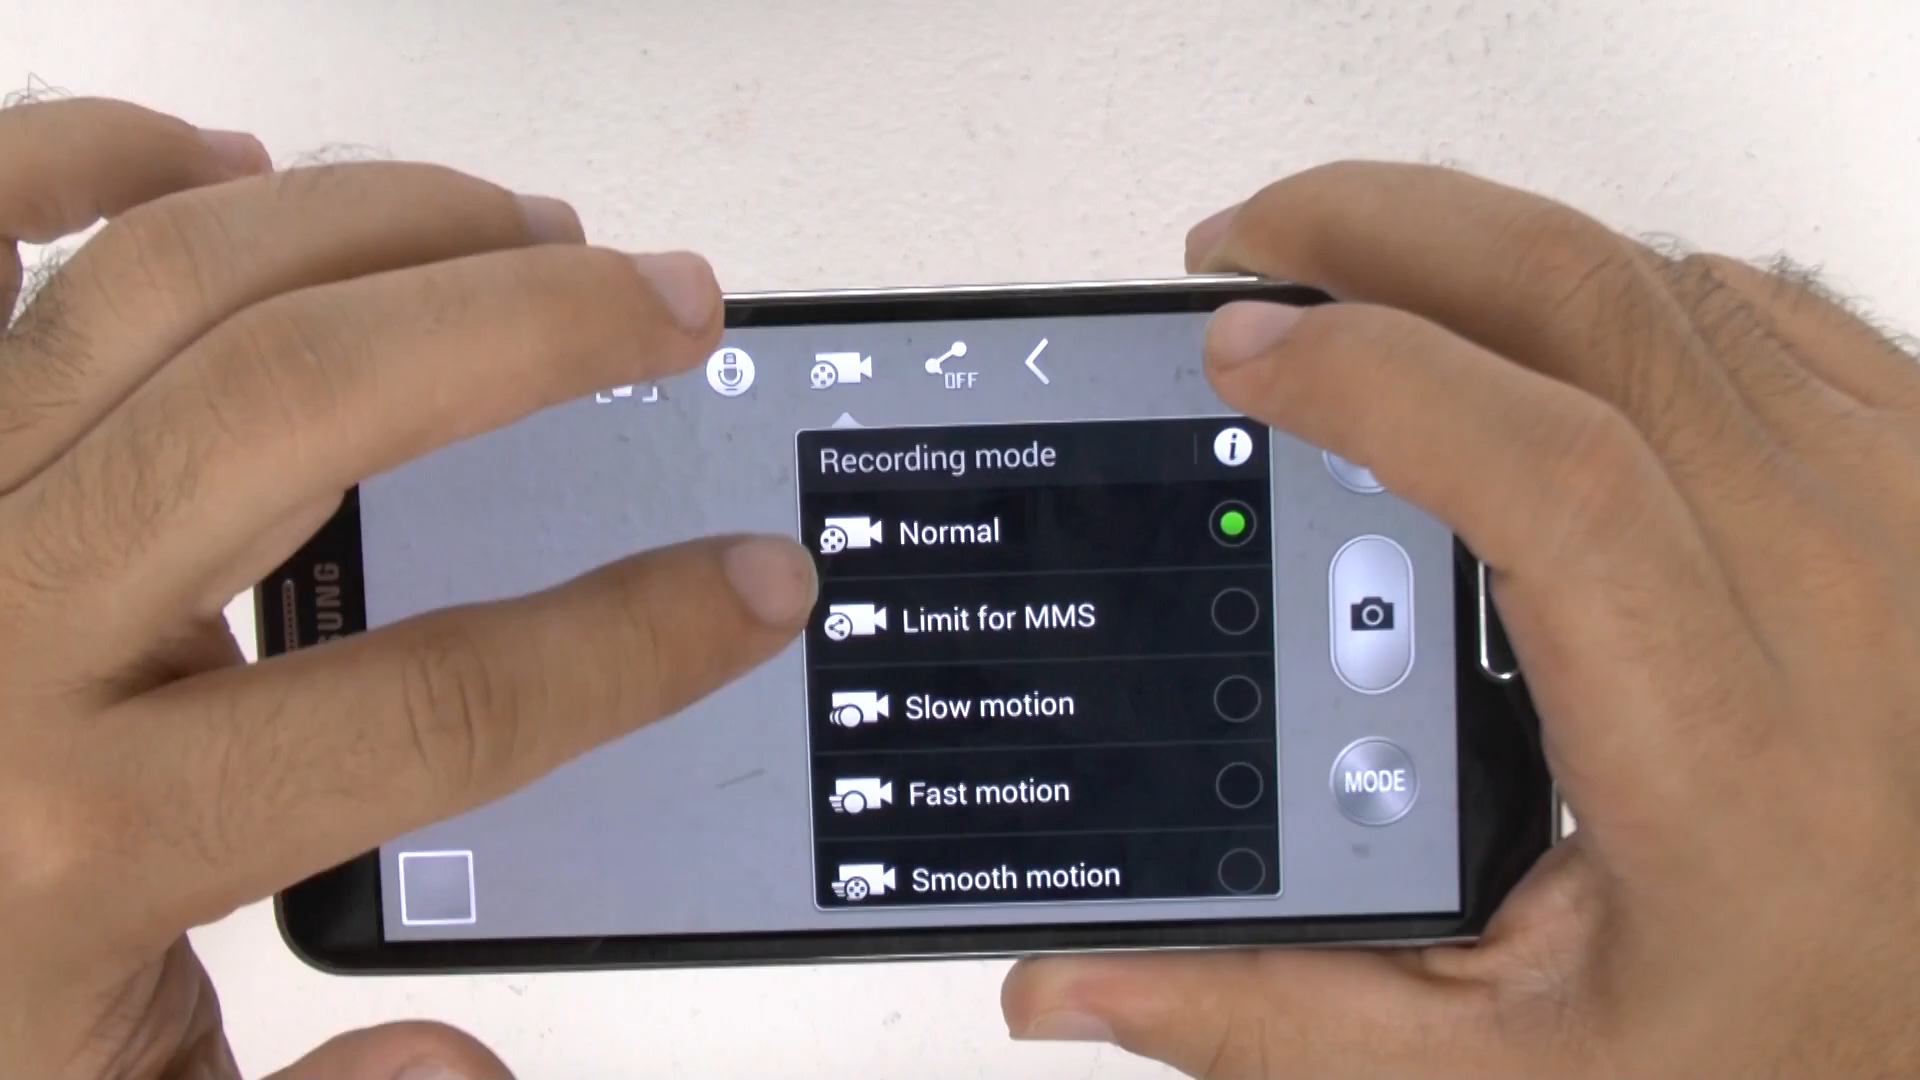 OFF
Recording mode
i
Normal
Limit for MMS
Slow motion
Fast motion
Smooth motion
MODE
SUNG